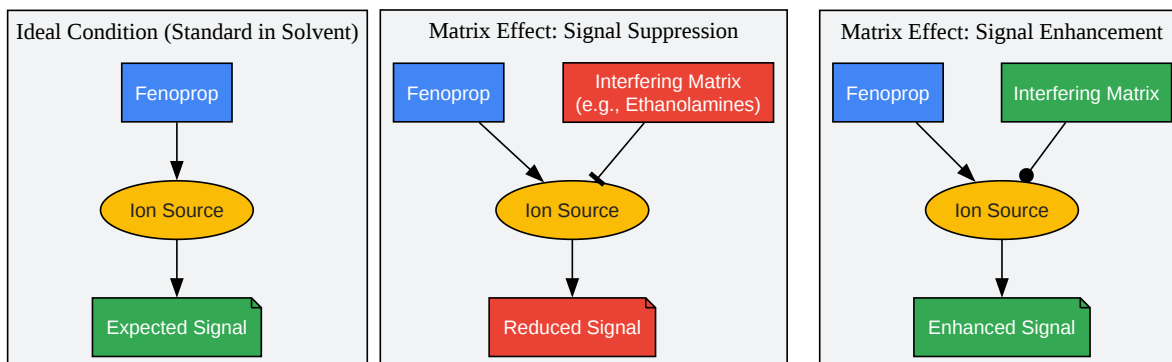 Ideal Condition (Standard in Solvent)
Fenoprop
Ion Source
Expected Signal
Matrix Effect: Signal Suppression
Fenoprop
Interfering Matrix
(e.g., Ethanolamines)
Ion Source
Reduced Signal
Matrix Effect: Signal Enhancement
Fenoprop
Interfering Matrix
Ion Source
Enhanced Signal